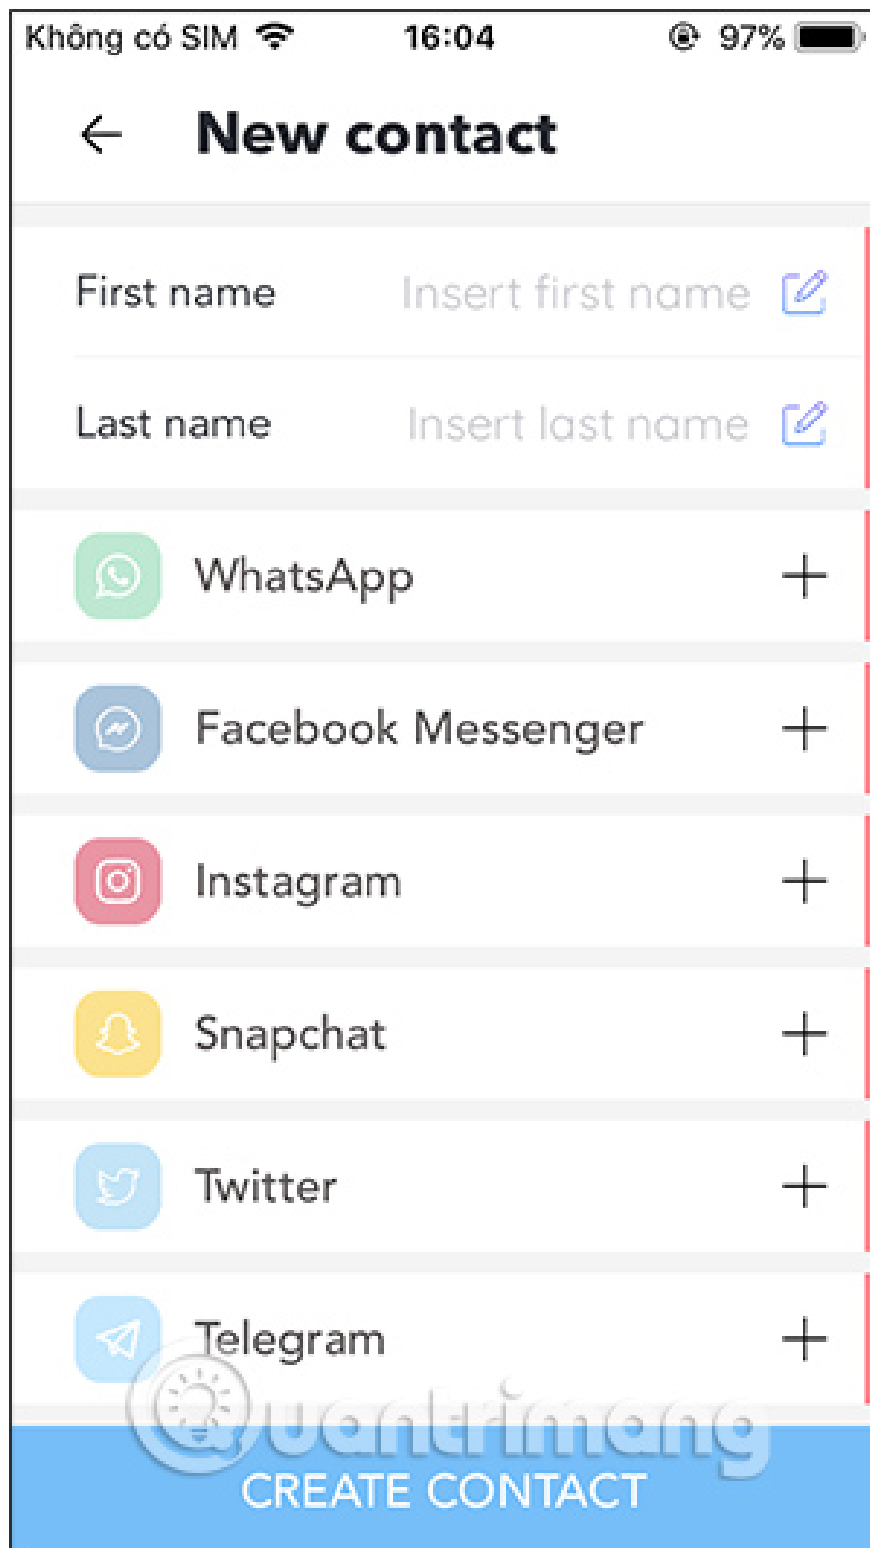 Không có SIM 16:04 97%
New contact
First name Insert first name
Last name Insert last name
WhatsApp
Facebook Messenger
Instagram
Snapchat
Twitter
Telegram
Quantrimang
CREATE CONTACT